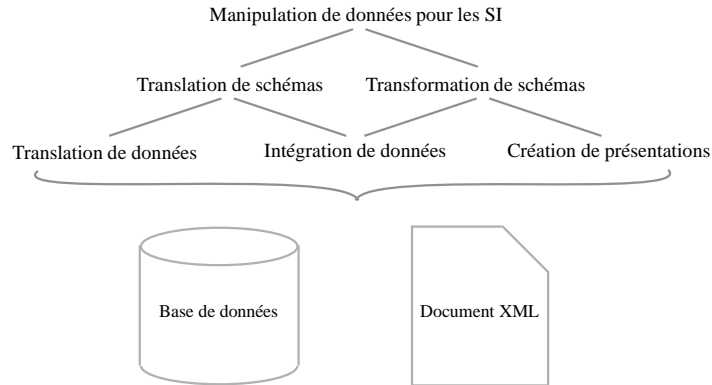 Manipulation de données pour les SI
Translation de schémas
Transformation de schémas
Translation de données
Intégration de données
Création de présentations
Base de données
Document XML